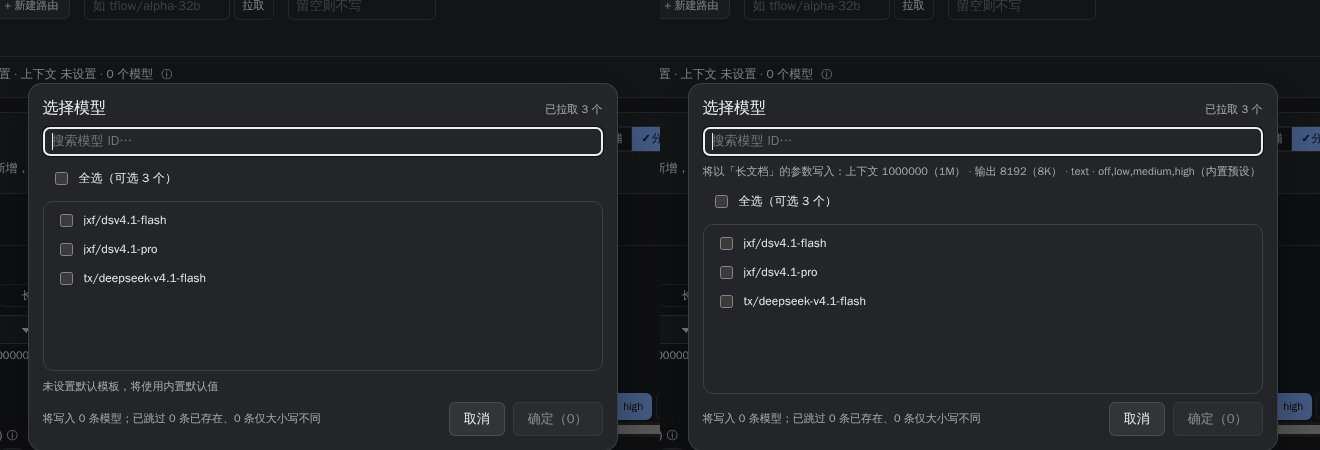 + 新建路由 如 tflow/alpha-32b 拉取 留空则不写
置 · 上下文 未设置 · 0 个模型 ⓘ
选择模型 已拉取 3 个
搜索模型 ID…
✓分
新增，
全选（可选 3 个）
jxf/dsv4.1-flash
jxf/dsv4.1-pro
tx/deepseek-v4.1-flash
未设置默认模板，将使用内置默认值
high
将写入 0 条模型；已跳过 0 条已存在、0 条仅大小写不同 取消 确定（0）
+ 新建路由 如 tflow/alpha-32b 拉取 留空则不写
置 · 上下文 未设置 · 0 个模型 ⓘ
选择模型 已拉取 3 个
搜索模型 ID…
✓分
新增，
将以「长文档」的参数写入：上下文 1000000（1M） · 输出 8192（8K） · text · off,low,medium,high（内置预设）
全选（可选 3 个）
jxf/dsv4.1-flash
jxf/dsv4.1-pro
tx/deepseek-v4.1-flash
high
将写入 0 条模型；已跳过 0 条已存在、0 条仅大小写不同 取消 确定（0）